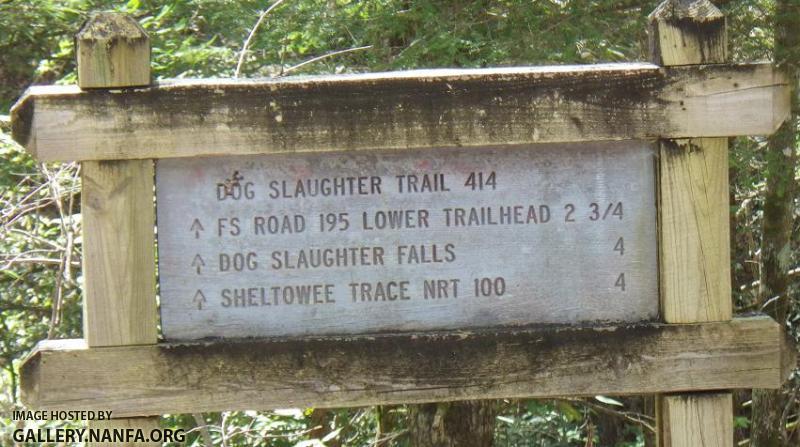 DOG SLAUGHTER TRAIL 414
↑ FS ROAD 195 LOWER TRAILHEAD 2 3/4
↑ DOG SLAUGHTER FALLS 4
↑ SHELTOWEE TRACE NRT 100 4
IMAGE HOSTED BY
GALLERY.NANFA.ORG